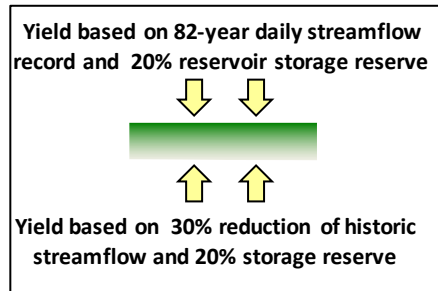 Yield based on 82-year daily streamflow
record and 20% reservoir storage reserve
Yield based on 30% reduction of historic
streamflow and 20% storage reserve